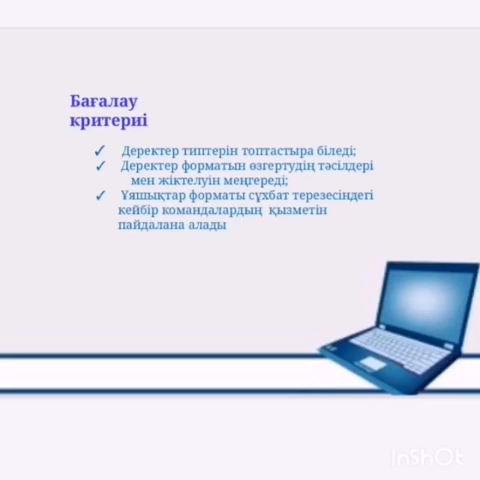 Бағалау
критериі
✓ Деректер типтерін топтастыра біледі;
✓ Деректер форматын өзгертудің тәсілдері
мен жіктелуін меңгереді;
✓ Ұяшықтар форматы сұхбат терезесіндегі
кейбір командалардың қызметін
пайдалана алады
InShOt